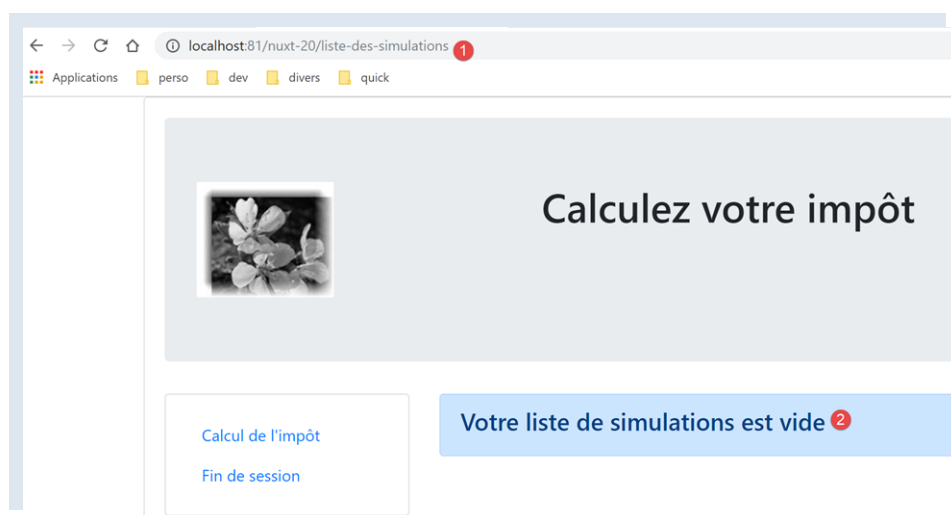 localhost:81/nuxt-20/liste-des-simulations 1
Applications perso dev divers quick
Calculez votre impôt
Calcul de l'impôt
Fin de session
Votre liste de simulations est vide 2